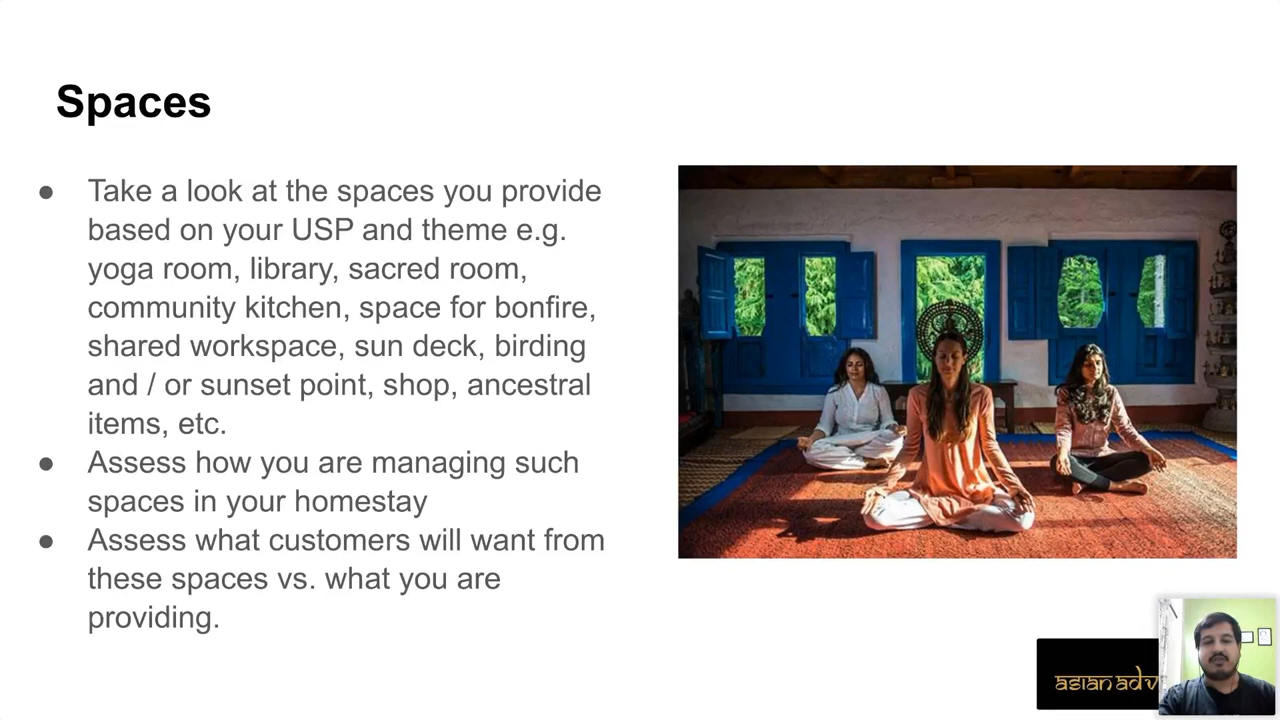 Spaces
● Take a look at the spaces you provide
based on your USP and theme e.g.
yoga room, library, sacred room,
community kitchen, space for bonfire,
shared workspace, sun deck, birding
and / or sunset point, shop, ancestral
items, etc.
● Assess how you are managing such
spaces in your homestay
● Assess what customers will want from
these spaces vs. what you are
providing.
asian adv